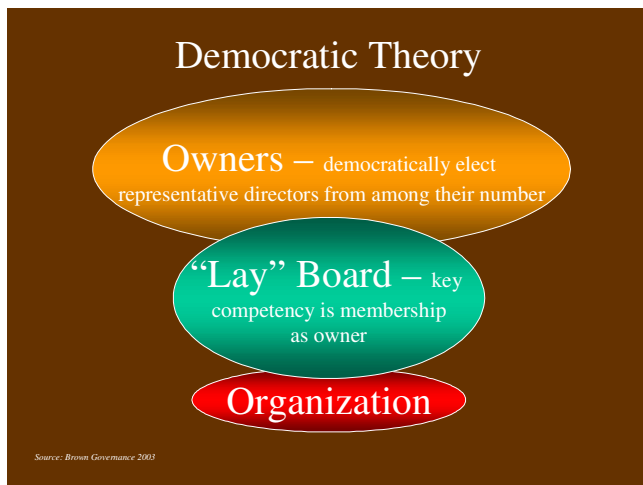 Democratic Theory
Owners – democratically elect
representative directors from among their number
“Lay” Board – key
competency is membership
as owner
Organization
Source: Brown Governance 2003